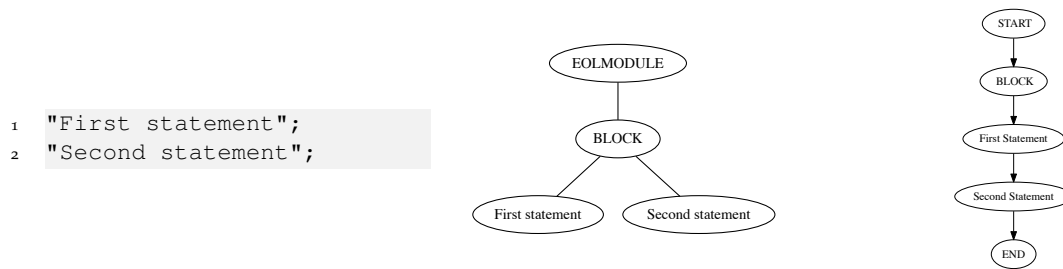 1 "First statement";
2 "Second statement";
EOLMODULE
BLOCK
First statement
Second statement
START
BLOCK
First Statement
Second Statement
END